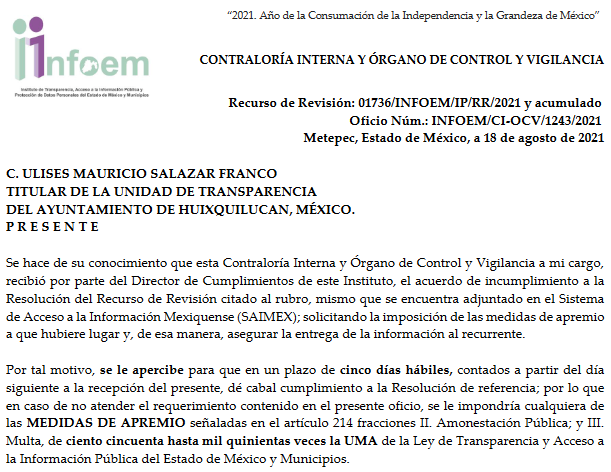 “2021. Año de la Consumación de la Independencia y la Grandeza de México”
infoem
Instituto de Transparencia, Acceso a la Información Pública y
Protección de Datos Personales del Estado de México y Municipios
CONTRALORÍA INTERNA Y ÓRGANO DE CONTROL Y VIGILANCIA
Recurso de Revisión: 01736/INFOEM/IP/RR/2021 y acumulado
Oficio Núm.: INFOEM/CI-OCV/1243/2021
Metepec, Estado de México, a 18 de agosto de 2021
C. ULISES MAURICIO SALAZAR FRANCO
TITULAR DE LA UNIDAD DE TRANSPARENCIA
DEL AYUNTAMIENTO DE HUIXQUILUCAN, MÉXICO.
P R E S E N T E
Se hace de su conocimiento que esta Contraloría Interna y Órgano de Control y Vigilancia a mi cargo,
recibió por parte del Director de Cumplimientos de este Instituto, el acuerdo de incumplimiento a la
Resolución del Recurso de Revisión citado al rubro, mismo que se encuentra adjuntado en el Sistema
de Acceso a la Información Mexiquense (SAIMEX); solicitando la imposición de las medidas de apremio
a que hubiere lugar y, de esa manera, asegurar la entrega de la información al recurrente.
Por tal motivo, se le apercibe para que en un plazo de cinco días hábiles, contados a partir del día
siguiente a la recepción del presente, dé cabal cumplimiento a la Resolución de referencia; por lo que
en caso de no atender el requerimiento contenido en el presente oficio, se le impondría cualquiera de
las MEDIDAS DE APREMIO señaladas en el artículo 214 fracciones II. Amonestación Pública; y III.
Multa, de ciento cincuenta hasta mil quinientas veces la UMA de la Ley de Transparencia y Acceso a
la Información Pública del Estado de México y Municipios.